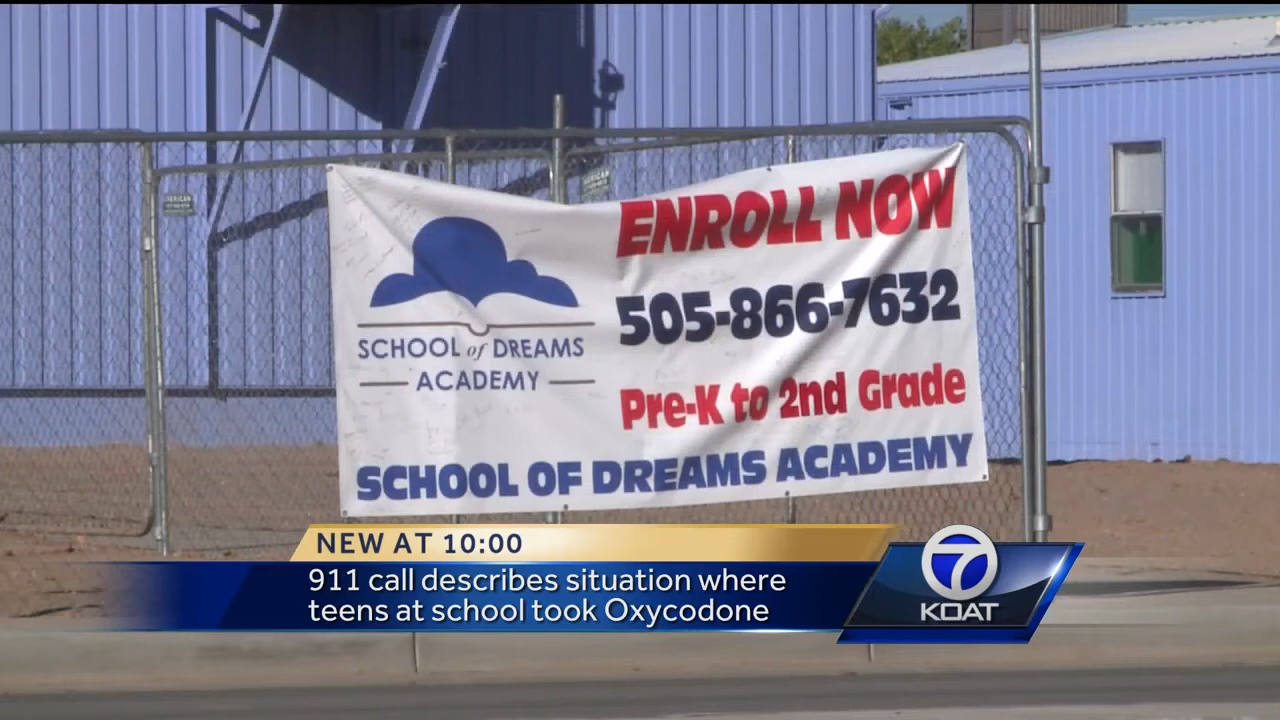 ENROLL NOW
505-866-7632
Pre-K to 2nd Grade
SCHOOL of DREAMS
ACADEMY
SCHOOL OF DREAMS ACADEMY
NEW AT 10:00
911 call describes situation where
teens at school took Oxycodone
7
KOAT